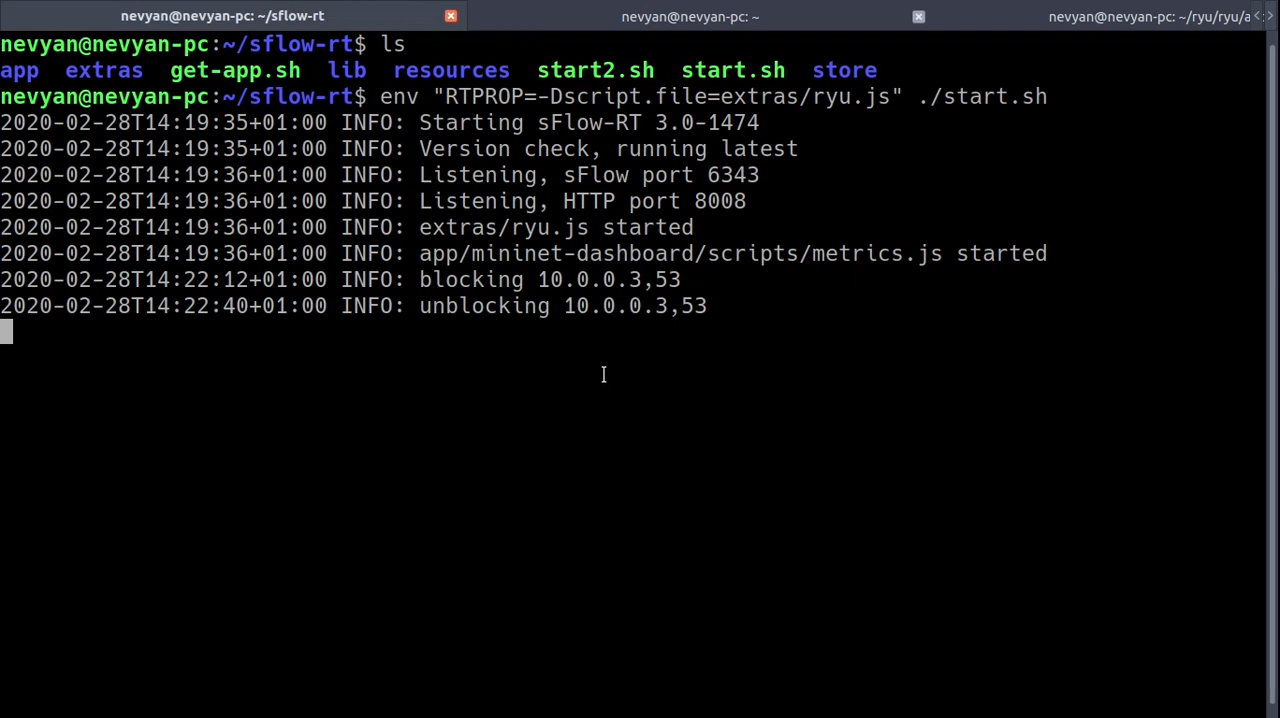 nevyan@nevyan-pc: ~/sflow-rt
nevyan@nevyan-pc: ~
nevyan@nevyan-pc: ~/ryu/ryu/a
nevyan@nevyan-pc:~/sflow-rt$ ls
app  extras  get-app.sh  lib  resources  start2.sh  start.sh  store
nevyan@nevyan-pc:~/sflow-rt$ env "RTPROP=-Dscript.file=extras/ryu.js" ./start.sh
2020-02-28T14:19:35+01:00 INFO: Starting sFlow-RT 3.0-1474
2020-02-28T14:19:35+01:00 INFO: Version check, running latest
2020-02-28T14:19:36+01:00 INFO: Listening, sFlow port 6343
2020-02-28T14:19:36+01:00 INFO: Listening, HTTP port 8008
2020-02-28T14:19:36+01:00 INFO: extras/ryu.js started
2020-02-28T14:19:36+01:00 INFO: app/mininet-dashboard/scripts/metrics.js started
2020-02-28T14:22:12+01:00 INFO: blocking 10.0.0.3,53
2020-02-28T14:22:40+01:00 INFO: unblocking 10.0.0.3,53